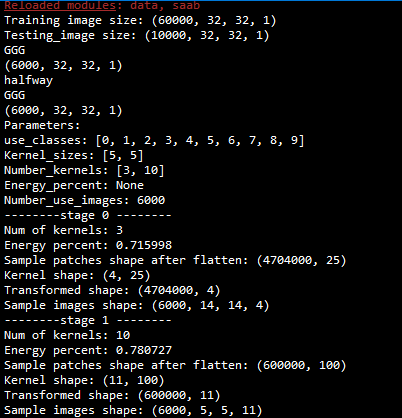 Reloaded modules: data, saab
Training image size: (60000, 32, 32, 1)
Testing_image size: (10000, 32, 32, 1)
GGG
(6000, 32, 32, 1)
halfway
GGG
(6000, 32, 32, 1)
Parameters:
use_classes: [0, 1, 2, 3, 4, 5, 6, 7, 8, 9]
Kernel_sizes: [5, 5]
Number_kernels: [3, 10]
Energy_percent: None
Number_use_images: 6000
--------stage 0 --------
Num of kernels: 3
Energy percent: 0.715998
Sample patches shape after flatten: (4704000, 25)
Kernel shape: (4, 25)
Transformed shape: (4704000, 4)
Sample images shape: (6000, 14, 14, 4)
--------stage 1 --------
Num of kernels: 10
Energy percent: 0.780727
Sample patches shape after flatten: (600000, 100)
Kernel shape: (11, 100)
Transformed shape: (600000, 11)
Sample images shape: (6000, 5, 5, 11)